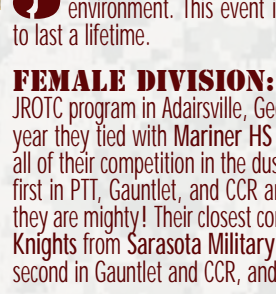 environment. This event i
to last a lifetime.
FEMALE DIVISION:
JROTC program in Adairsville, Ge
year they tied with Mariner HS
all of their competition in the dus
first in PTT, Gauntlet, and CCR a
they are mighty! Their closest co
Knights from Sarasota Military
second in Gauntlet and CCR, and